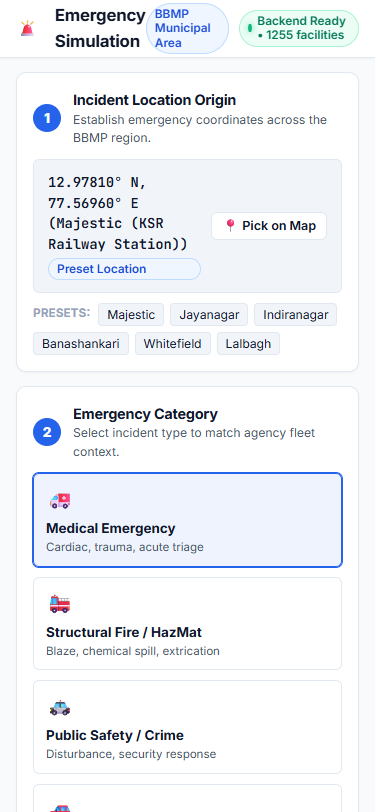 Emergency
Simulation
BBMP
Municipal
Area
Backend Ready
• 1255 facilities
1
Incident Location Origin
Establish emergency coordinates across the
BBMP region.
12.97810° N,
77.56960° E
(Majestic (KSR
Railway Station))
Preset Location
Pick on Map
PRESETS: Majestic Jayanagar Indiranagar
Banashankari Whitefield Lalbagh
2
Emergency Category
Select incident type to match agency fleet
context.
Medical Emergency
Cardiac, trauma, acute triage
Structural Fire / HazMat
Blaze, chemical spill, extrication
Public Safety / Crime
Disturbance, security response